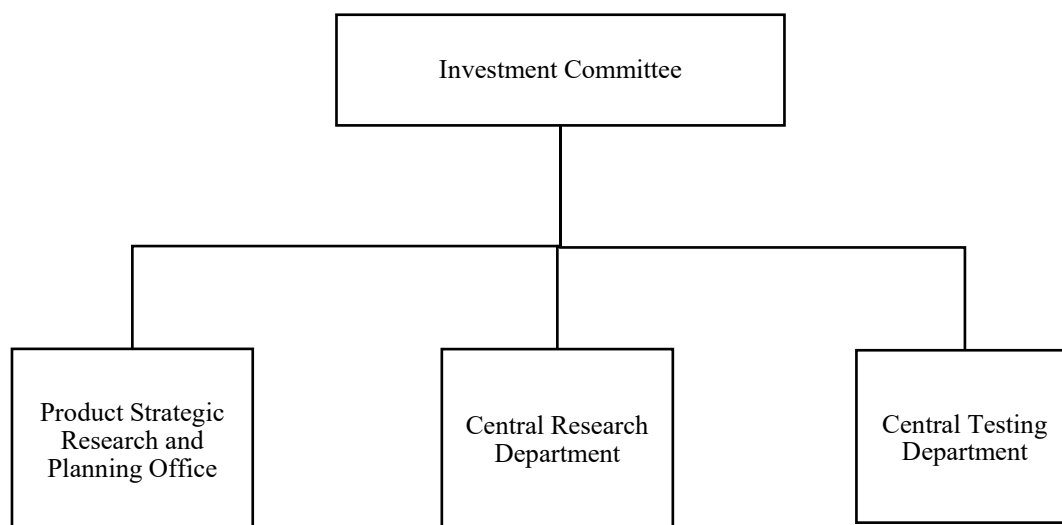 Investment Committee
Product Strategic
Research and
Planning Office
Central Research
Department
Central Testing
Department